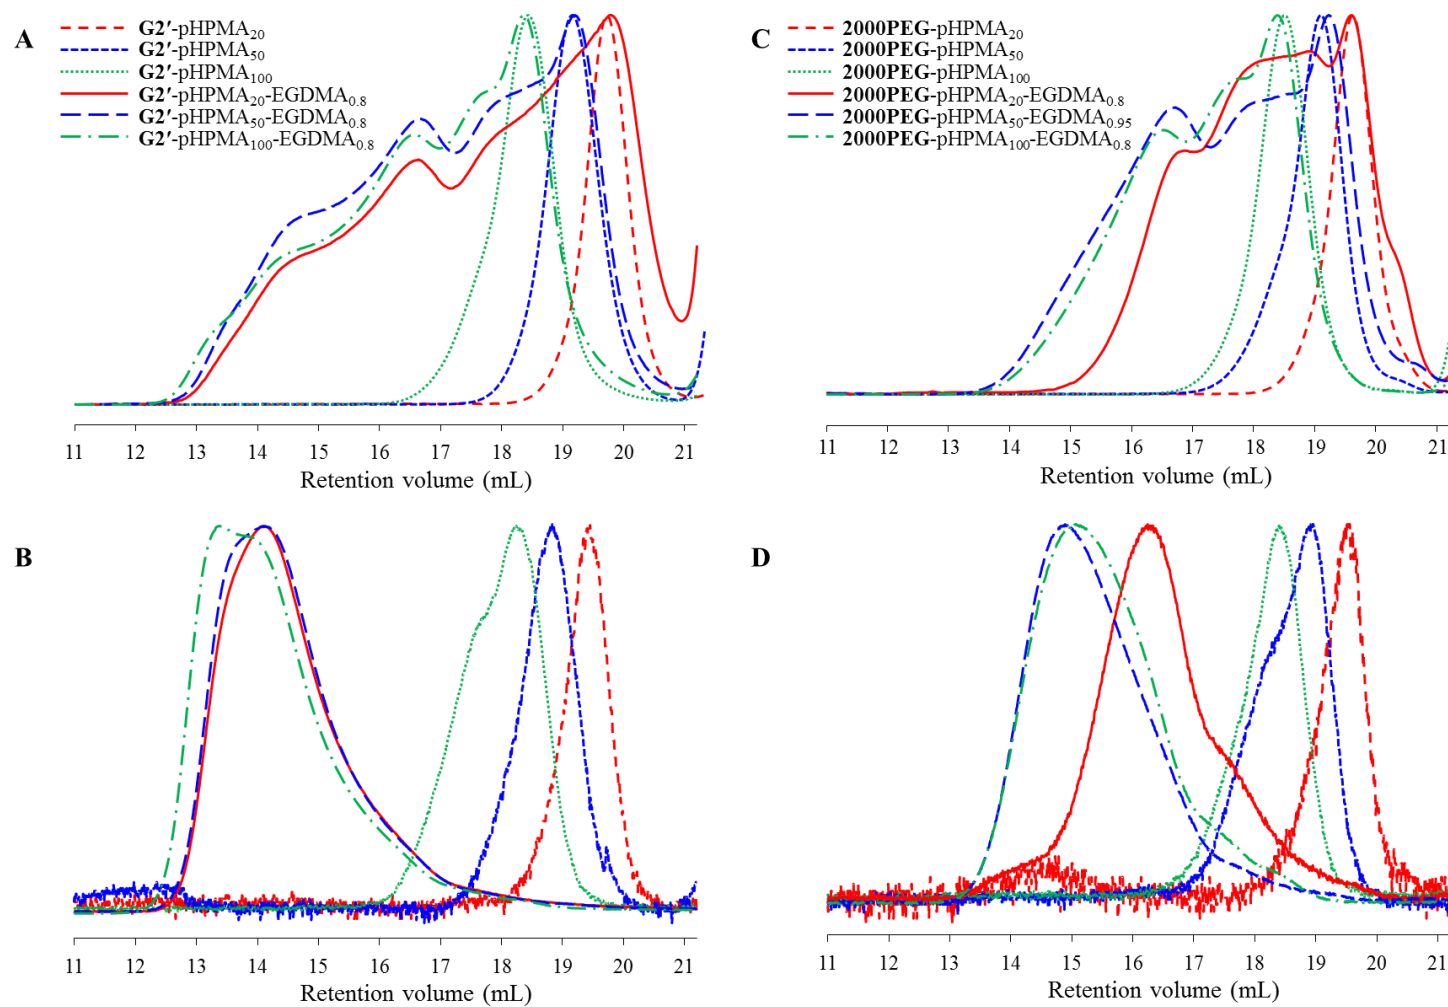 A
G2′-pHPMA₂₀
G2′-pHPMA₅₀
G2′-pHPMA₁₀₀
G2′-pHPMA₂₀-EGDMA₀.₈
G2′-pHPMA₅₀-EGDMA₀.₈
G2′-pHPMA₁₀₀-EGDMA₀.₈
11 12 13 14 15 16 17 18 19 20 21
Retention volume (mL)
C
2000PEG-pHPMA₂₀
2000PEG-pHPMA₅₀
2000PEG-pHPMA₁₀₀
2000PEG-pHPMA₂₀-EGDMA₀.₈
2000PEG-pHPMA₅₀-EGDMA₀.₉₅
2000PEG-pHPMA₁₀₀-EGDMA₀.₈
11 12 13 14 15 16 17 18 19 20 21
Retention volume (mL)
B
11 12 13 14 15 16 17 18 19 20 21
Retention volume (mL)
D
11 12 13 14 15 16 17 18 19 20 21
Retention volume (mL)